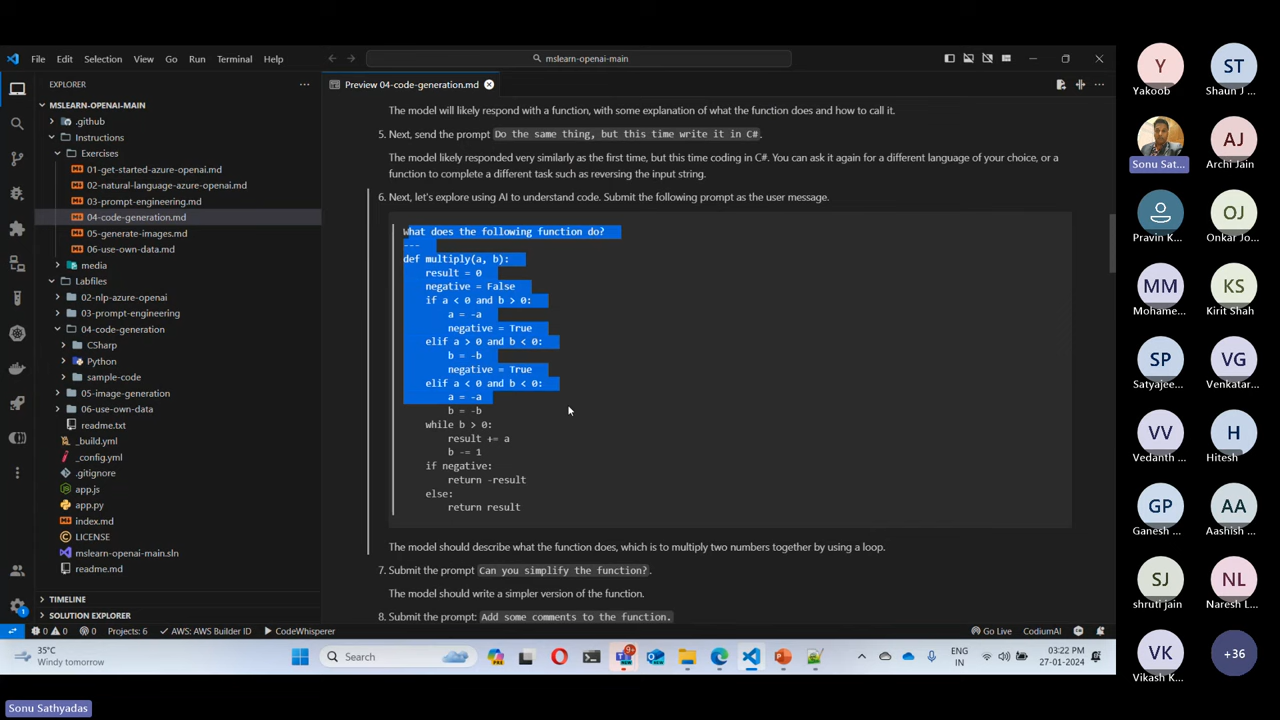 File Edit Selection View Go Run Terminal Help
mslearn-openai-main
EXPLORER
MSLEARN-OPENAI-MAIN
.github
Instructions
Exercises
01-get-started-azure-openai.md
02-natural-language-azure-openai.md
03-prompt-engineering.md
04-code-generation.md
05-generate-images.md
06-use-own-data.md
media
Labfiles
02-nlp-azure-openai
03-prompt-engineering
04-code-generation
CSharp
Python
sample-code
05-image-generation
06-use-own-data
readme.txt
_build.yml
_config.yml
.gitignore
app.js
app.py
index.md
LICENSE
mslearn-openai-main.sln
readme.md
TIMELINE
SOLUTION EXPLORER
Preview 04-code-generation.md
The model will likely respond with a function, with some explanation of what the function does and how to call it.
5. Next, send the prompt Do the same thing, but this time write it in C#.
The model likely responded very similarly as the first time, but this time coding in C#. You can ask it again for a different language of your choice, or a
function to complete a different task such as reversing the input string.
6. Next, let's explore using AI to understand code. Submit the following prompt as the user message.
What does the following function do?
---
def multiply(a, b):
result = 0
negative = False
if a < 0 and b > 0:
a = -a
negative = True
elif a > 0 and b < 0:
b = -b
negative = True
elif a < 0 and b < 0:
a = -a
b = -b
while b > 0:
result += a
b -= 1
if negative:
return -result
else:
return result
The model should describe what the function does, which is to multiply two numbers together by using a loop.
7. Submit the prompt Can you simplify the function?.
The model should write a simpler version of the function.
8. Submit the prompt: Add some comments to the function.
0 0 0 Projects: 6 AWS: AWS Builder ID CodeWhisperer
Go Live CodiumAI
35°C
Windy tomorrow
Search
PRE
NEW
9+
ENG
IN
03:22 PM
27-01-2024
Sonu Sathyadas
Y
Yakoob
ST
Shaun J ...
Sonu Sat...
AJ
Archi Jain
Pravin K...
OJ
Onkar Jo...
MM
Mohame...
KS
Kirit Shah
SP
Satyajee...
VG
Venkatar...
VV
Vedanth ...
H
Hitesh
GP
Ganesh ...
AA
Aashish ...
SJ
shruti jain
NL
Naresh L...
VK
Vikash K...
+36